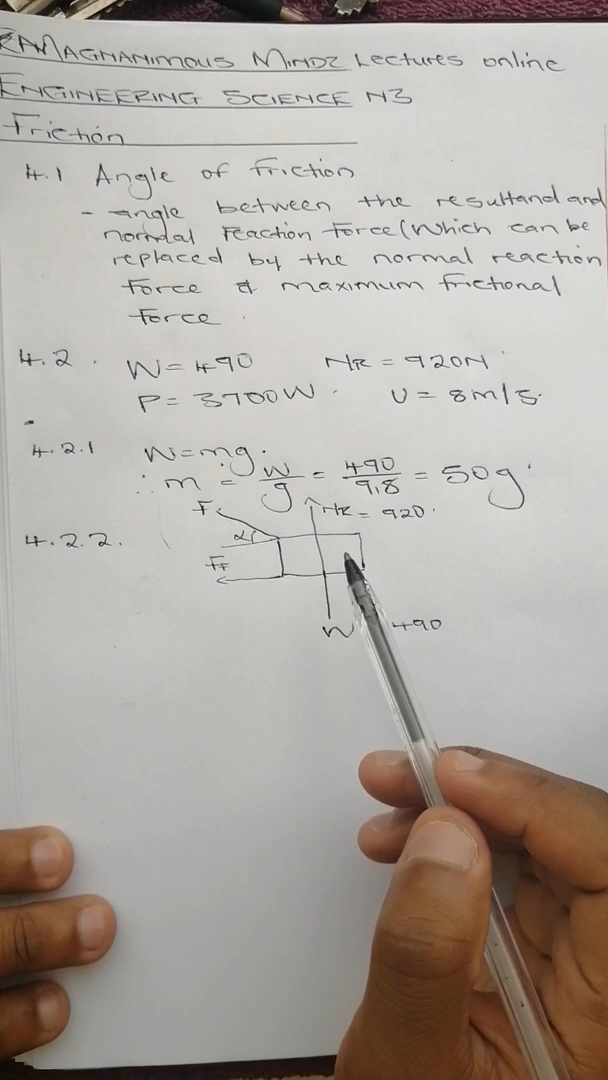 RAMAGNANIMOUS MINDZ Lectures online
ENGINEERING SCIENCE N3
Friction
4.1 Angle of friction
- angle between the resultand and
normdal reaction force (which can be
replaced by the normal reaction
force & maximum frictional
force.
4.2. W = 490 NR = 920N
P = 3700W. U = 8m/s.
4.2.1 W = mg.
∴ m = W/g = 490/9,8 = 50g
F NR = 920.
4.2.2. α
Ff
W 490